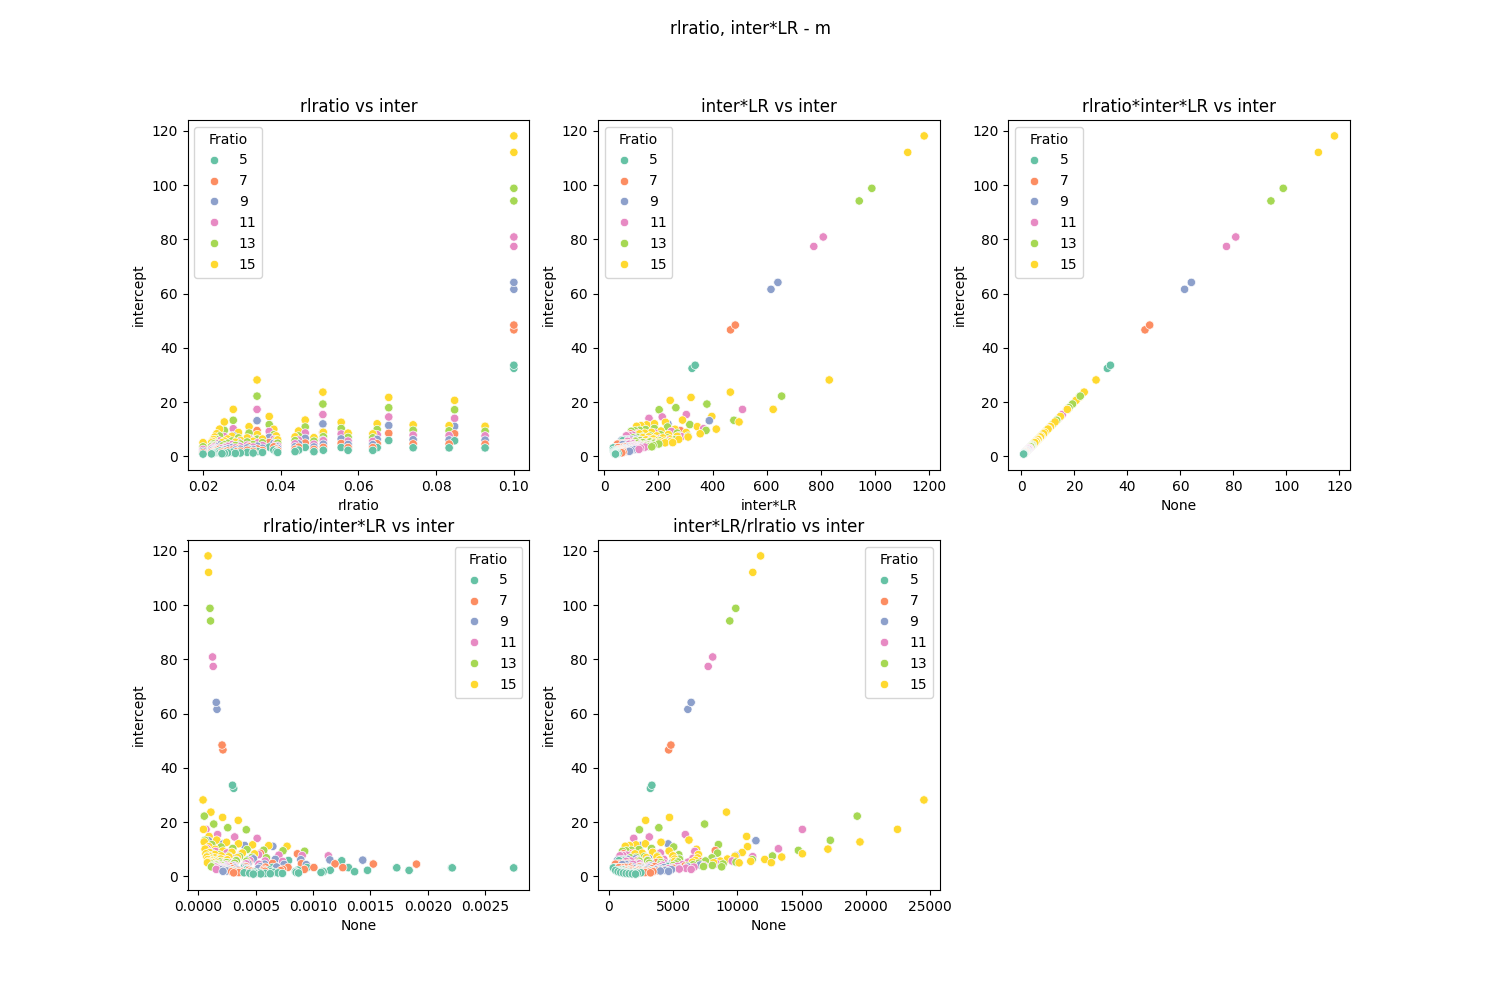 rlratio, inter*LR - m
rlratio vs inter
120
100
80
60
40
20
0
intercept
Fratio
5
7
9
11
13
15
0.02 0.04 0.06 0.08 0.10
rlratio
inter*LR vs inter
120
100
80
60
40
20
0
intercept
Fratio
5
7
9
11
13
15
0 200 400 600 800 1000 1200
inter*LR
rlratio*inter*LR vs inter
120
100
80
60
40
20
0
intercept
Fratio
5
7
9
11
13
15
0 20 40 60 80 100 120
None
rlratio/inter*LR vs inter
120
100
80
60
40
20
0
intercept
Fratio
5
7
9
11
13
15
0.0000 0.0005 0.0010 0.0015 0.0020 0.0025
None
inter*LR/rlratio vs inter
120
100
80
60
40
20
0
intercept
Fratio
5
7
9
11
13
15
0 5000 10000 15000 20000 25000
None